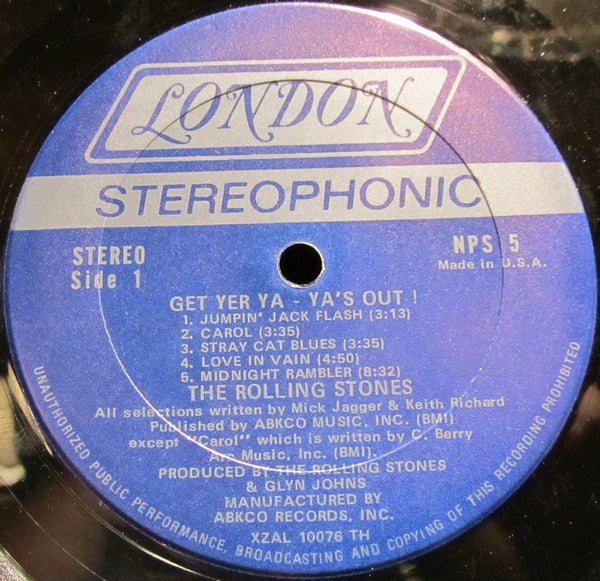 LONDON
STEREOPHONIC
STEREO
Side 1
NPS 5
Made in U.S.A.
GET YER YA - YA'S OUT !
1. JUMPIN' JACK FLASH (3:13)
2. CAROL (3:35)
3. STRAY CAT BLUES (3:35)
4. LOVE IN VAIN (4:50)
5. MIDNIGHT RAMBLER (8:32)
THE ROLLING STONES
All selections written by Mick Jagger & Keith Richard
Published by ABKCO MUSIC, INC. (BMI)
except "Carol" which is written by C. Berry
Arc Music, Inc. (BMI).
PRODUCED BY THE ROLLING STONES
& GLYN JOHNS
MANUFACTURED BY
ABKCO RECORDS, INC.
XZAL 10076 TH
UNAUTHORIZED PUBLIC PERFORMANCE, BROADCASTING AND COPYING OF THIS RECORDING PROHIBITED